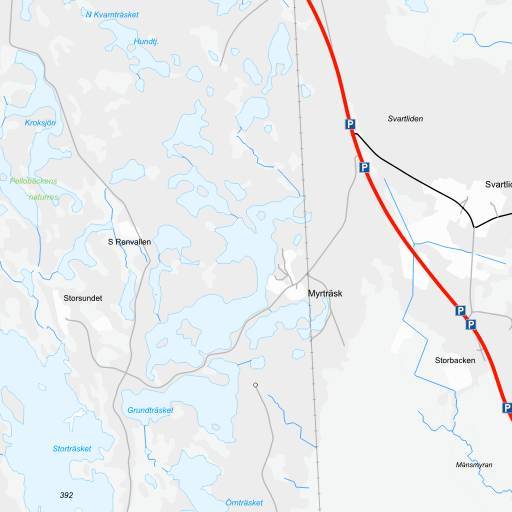 N Kvarnträsket
Hundtj.
Kroksjön
Svartliden
P
P
Pellobäckens
naturres.
Svartlid
S Renvallen
Storsundet
Myrträsk
P
P
Storbacken
Grundträsket
P
Storträsket
Månsmyran
392
Örnträsket